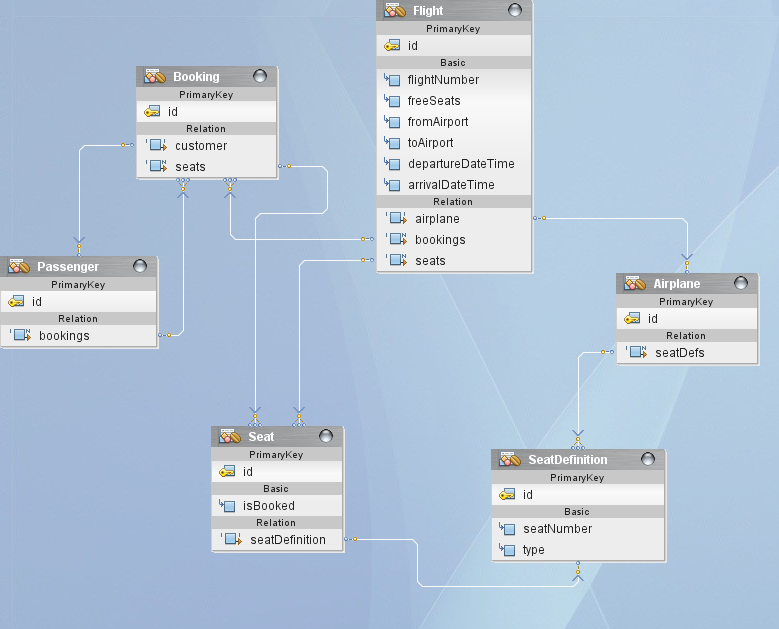 Flight
PrimaryKey
id
Basic
flightNumber
freeSeats
fromAirport
toAirport
departureDateTime
arrivalDateTime
Relation
airplane
bookings
seats
Booking
PrimaryKey
id
Relation
customer
seats
Passenger
PrimaryKey
id
Relation
bookings
Airplane
PrimaryKey
id
Relation
seatDefs
Seat
PrimaryKey
id
Basic
isBooked
Relation
seatDefinition
SeatDefinition
PrimaryKey
id
Basic
seatNumber
type